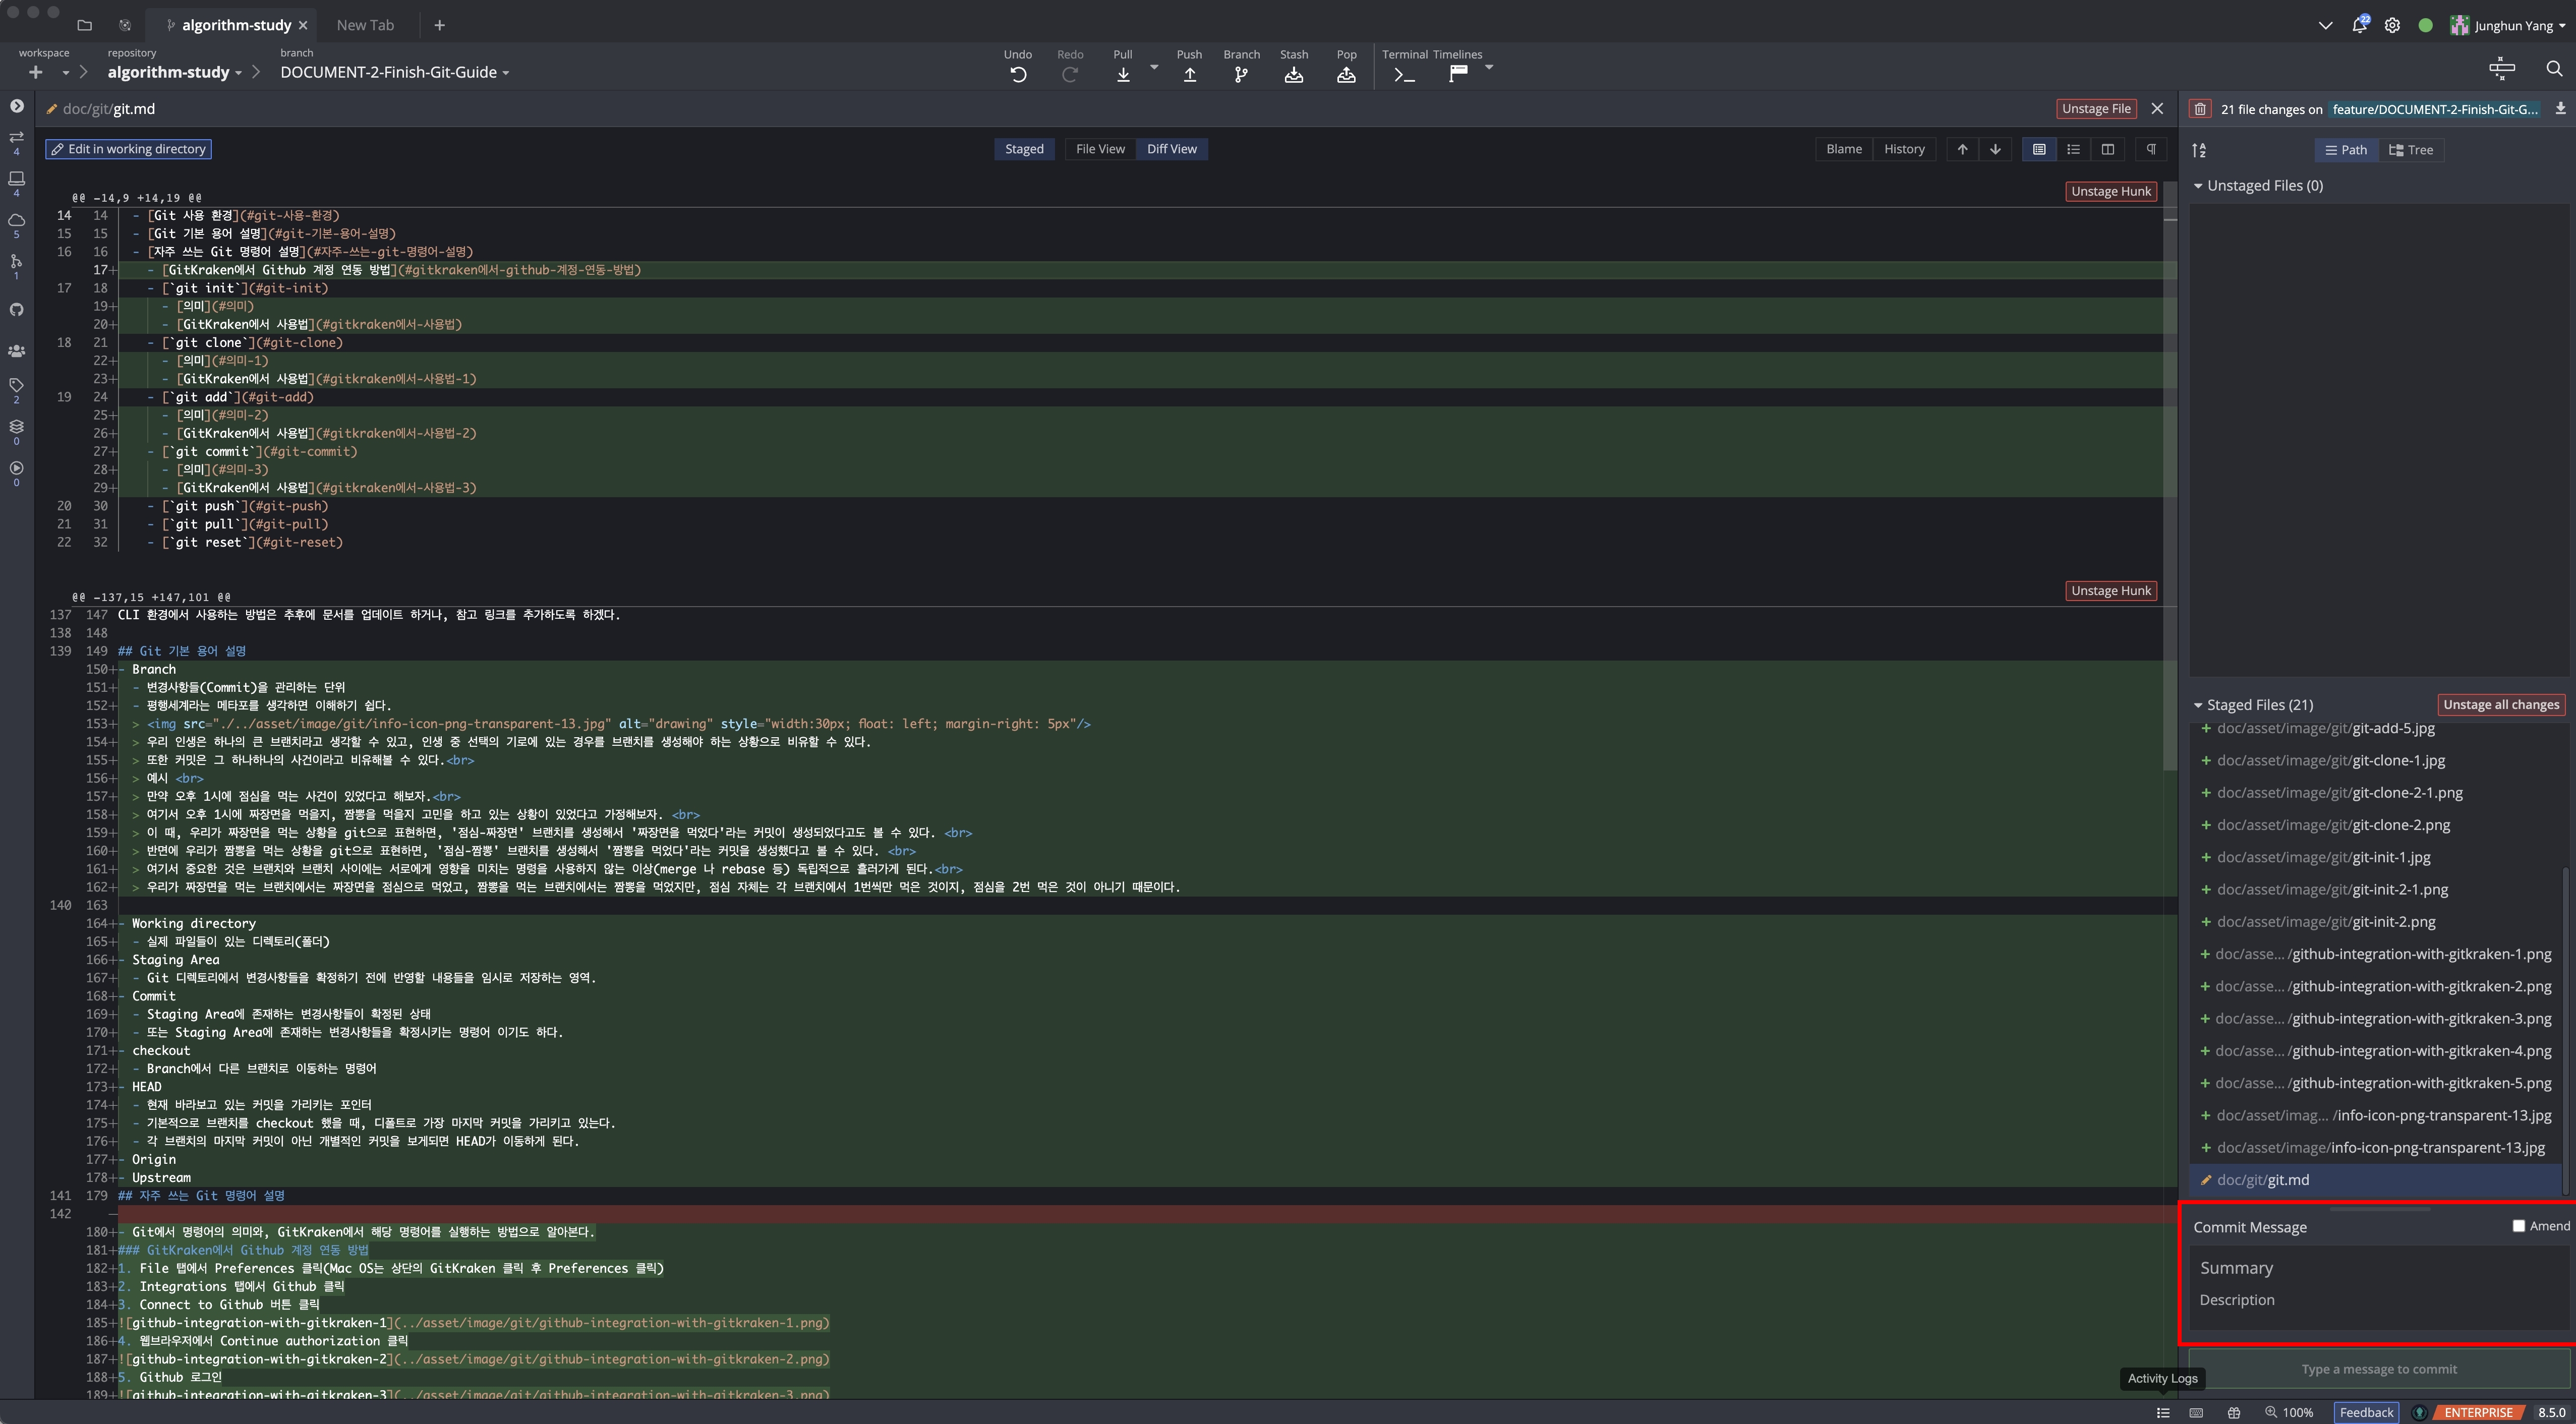 algorithm-study
New Tab
22
Junghun Yang
workspace
repository
branch
algorithm-study
DOCUMENT-2-Finish-Git-Guide
Undo
Redo
Pull
Push
Branch
Stash
Pop
Terminal
Timelines
doc/git/git.md
Unstage File
21 file changes on feature/DOCUMENT-2-Finish-Git-G...
Edit in working directory
Staged
File View
Diff View
Blame
History
Path
Tree
4
4
5
1
2
0
0
@@ -14,9 +14,19 @@
Unstage Hunk
14 14 - [Git 사용 환경](#git-사용-환경)
15 15 - [Git 기본 용어 설명](#git-기본-용어-설명)
16 16 - [자주 쓰는 Git 명령어 설명](#자주-쓰는-git-명령어-설명)
17+ - [GitKraken에서 Github 계정 연동 방법](#gitkraken에서-github-계정-연동-방법)
17 18 - [`git init`](#git-init)
19+ - [의미](#의미)
20+ - [GitKraken에서 사용법](#gitkraken에서-사용법)
18 21 - [`git clone`](#git-clone)
22+ - [의미](#의미-1)
23+ - [GitKraken에서 사용법](#gitkraken에서-사용법-1)
19 24 - [`git add`](#git-add)
25+ - [의미](#의미-2)
26+ - [GitKraken에서 사용법](#gitkraken에서-사용법-2)
27+ - [`git commit`](#git-commit)
28+ - [의미](#의미-3)
29+ - [GitKraken에서 사용법](#gitkraken에서-사용법-3)
20 30 - [`git push`](#git-push)
21 31 - [`git pull`](#git-pull)
22 32 - [`git reset`](#git-reset)
@@ -137,15 +147,101 @@
Unstage Hunk
137 147 CLI 환경에서 사용하는 방법은 추후에 문서를 업데이트 하거나, 참고 링크를 추가하도록 하겠다.
138 148
139 149 ## Git 기본 용어 설명
150+- Branch
151+ - 변경사항들(Commit)을 관리하는 단위
152+ - 평행세계라는 메타포를 생각하면 이해하기 쉽다.
153+ > <img src="./../asset/image/git/info-icon-png-transparent-13.jpg" alt="drawing" style="width:30px; float: left; margin-right: 5px"/>
154+ > 우리 인생은 하나의 큰 브랜치라고 생각할 수 있고, 인생 중 선택의 기로에 있는 경우를 브랜치를 생성해야 하는 상황으로 비유할 수 있다.
155+ > 또한 커밋은 그 하나하나의 사건이라고 비유해볼 수 있다.<br>
156+ > 예시 <br>
157+ > 만약 오후 1시에 점심을 먹는 사건이 있었다고 해보자.<br>
158+ > 여기서 오후 1시에 짜장면을 먹을지, 짬뽕을 먹을지 고민을 하고 있는 상황이 있었다고 가정해보자. <br>
159+ > 이 때, 우리가 짜장면을 먹는 상황을 git으로 표현하면, '점심-짜장면' 브랜치를 생성해서 '짜장면을 먹었다'라는 커밋이 생성되었다고도 볼 수 있다. <br>
160+ > 반면에 우리가 짬뽕을 먹는 상황을 git으로 표현하면, '점심-짬뽕' 브랜치를 생성해서 '짬뽕을 먹었다'라는 커밋을 생성했다고 볼 수 있다. <br>
161+ > 여기서 중요한 것은 브랜치와 브랜치 사이에는 서로에게 영향을 미치는 명령을 사용하지 않는 이상(merge 나 rebase 등) 독립적으로 흘러가게 된다.<br>
162+ > 우리가 짜장면을 먹는 브랜치에서는 짜장면을 점심으로 먹었고, 짬뽕을 먹는 브랜치에서는 짬뽕을 먹었지만, 점심 자체는 각 브랜치에서 1번씩만 먹은 것이지, 점심을 2번 먹은 것이 아니기 때문이다.
140 163
164+- Working directory
165+ - 실제 파일들이 있는 디렉토리(폴더)
166+- Staging Area
167+ - Git 디렉토리에서 변경사항들을 확정하기 전에 반영할 내용들을 임시로 저장하는 영역.
168+- Commit
169+ - Staging Area에 존재하는 변경사항들이 확정된 상태
170+ - 또는 Staging Area에 존재하는 변경사항들을 확정시키는 명령어 이기도 하다.
171+- checkout
172+ - Branch에서 다른 브랜치로 이동하는 명령어
173+- HEAD
174+ - 현재 바라보고 있는 커밋을 가리키는 포인터
175+ - 기본적으로 브랜치를 checkout 했을 때, 디폴트로 가장 마지막 커밋을 가리키고 있는다.
176+ - 각 브랜치의 마지막 커밋이 아닌 개별적인 커밋을 보게되면 HEAD가 이동하게 된다.
177+- Origin
178+- Upstream
141 179 ## 자주 쓰는 Git 명령어 설명
142 -
180+- Git에서 명령어의 의미와, GitKraken에서 해당 명령어를 실행하는 방법으로 알아본다.
181+### GitKraken에서 Github 계정 연동 방법
182+1. File 탭에서 Preferences 클릭(Mac OS는 상단의 GitKraken 클릭 후 Preferences 클릭)
183+2. Integrations 탭에서 Github 클릭
184+3. Connect to Github 버튼 클릭
185+![github-integration-with-gitkraken-1](../asset/image/git/github-integration-with-gitkraken-1.png)
186+4. 웹브라우저에서 Continue authorization 클릭
187+![github-integration-with-gitkraken-2](../asset/image/git/github-integration-with-gitkraken-2.png)
188+5. Github 로그인
189+![github-integration-with-gitkraken-3](../asset/image/git/github-integration-with-gitkraken-3.png)
Unstaged Files (0)
Staged Files (21)
Unstage all changes
doc/asset/image/git/git-add-5.jpg
doc/asset/image/git/git-clone-1.jpg
doc/asset/image/git/git-clone-2-1.png
doc/asset/image/git/git-clone-2.png
doc/asset/image/git/git-init-1.jpg
doc/asset/image/git/git-init-2-1.png
doc/asset/image/git/git-init-2.png
doc/asse... /github-integration-with-gitkraken-1.png
doc/asse... /github-integration-with-gitkraken-2.png
doc/asse... /github-integration-with-gitkraken-3.png
doc/asse... /github-integration-with-gitkraken-4.png
doc/asse... /github-integration-with-gitkraken-5.png
doc/asset/imag... /info-icon-png-transparent-13.jpg
doc/asset/image/info-icon-png-transparent-13.jpg
doc/git/git.md
Commit Message
Amend
Summary
Description
Type a message to commit
Activity Logs
100%
Feedback
ENTERPRISE
8.5.0